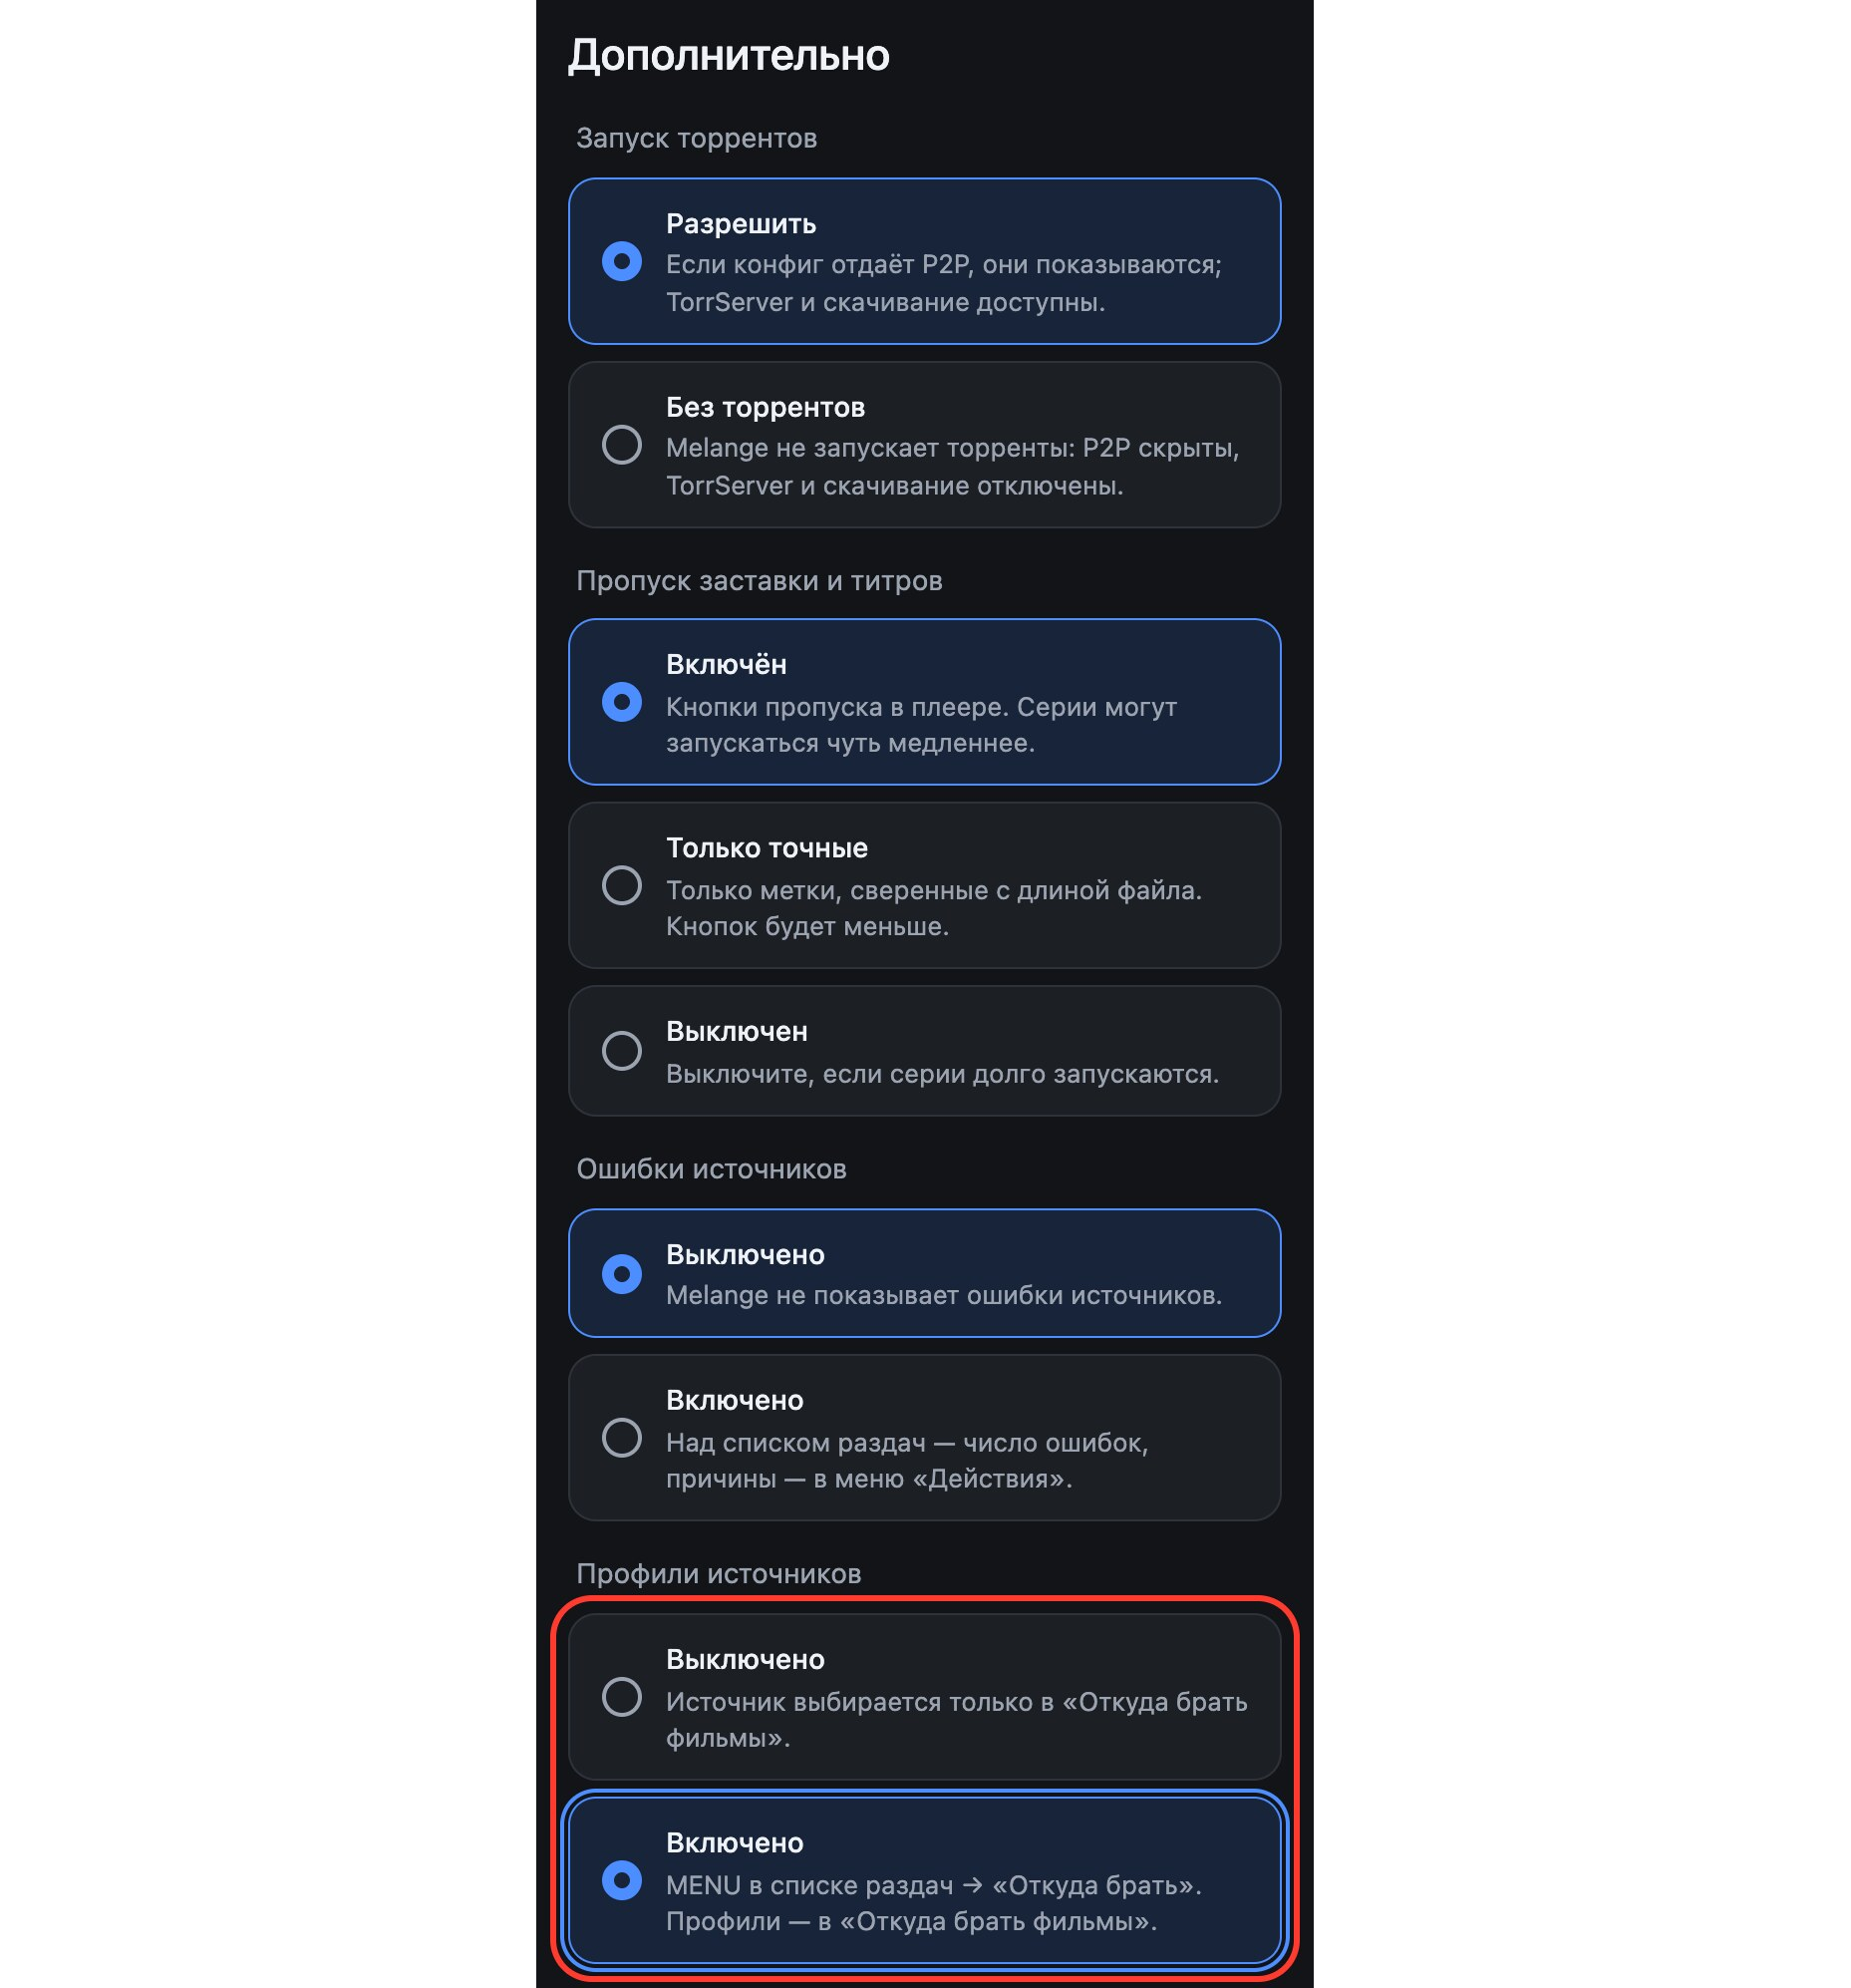 Дополнительно
Запуск торрентов
Разрешить
Если конфиг отдаёт P2P, они показываются;
TorrServer и скачивание доступны.
Без торрентов
Melange не запускает торренты: P2P скрыты,
TorrServer и скачивание отключены.
Пропуск заставки и титров
Включён
Кнопки пропуска в плеере. Серии могут
запускаться чуть медленнее.
Только точные
Только метки, сверенные с длиной файла.
Кнопок будет меньше.
Выключен
Выключите, если серии долго запускаются.
Ошибки источников
Выключено
Melange не показывает ошибки источников.
Включено
Над списком раздач — число ошибок,
причины — в меню «Действия».
Профили источников
Выключено
Источник выбирается только в «Откуда брать
фильмы».
Включено
MENU в списке раздач → «Откуда брать».
Профили — в «Откуда брать фильмы».